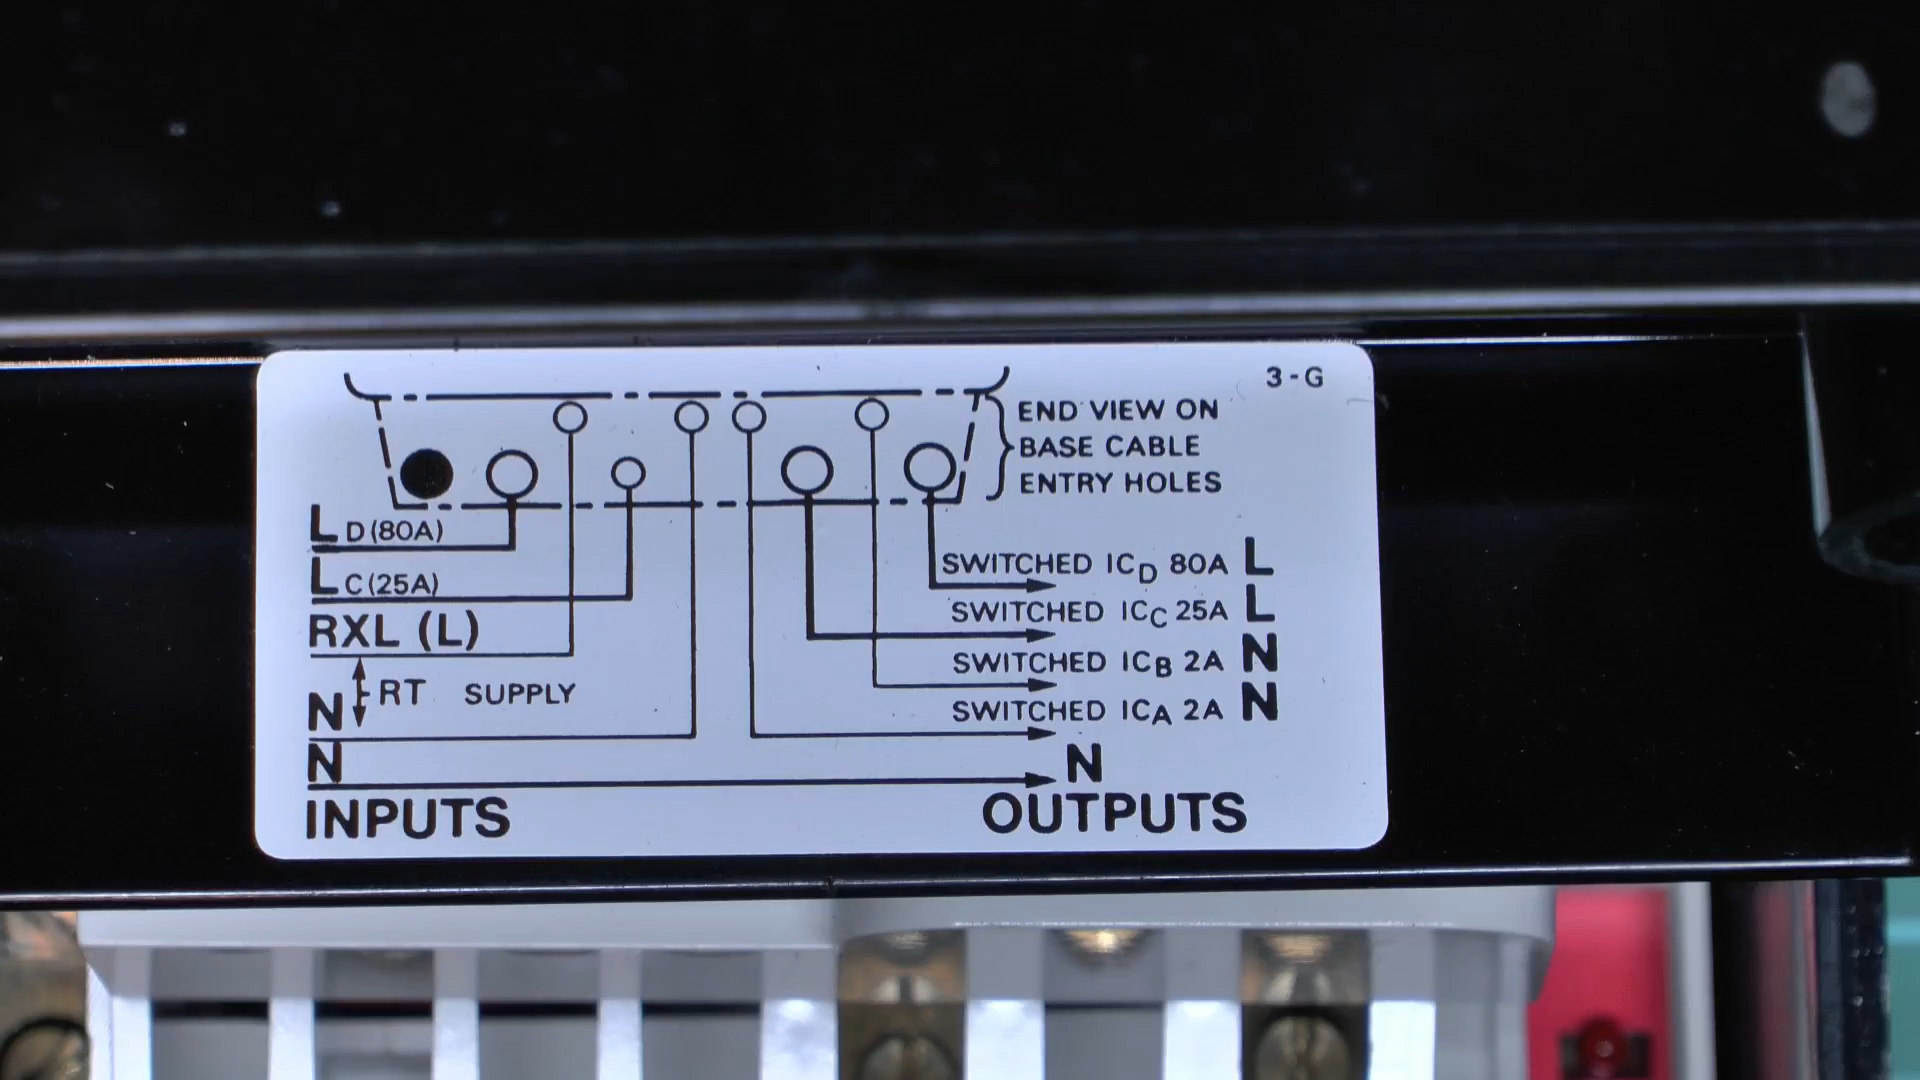 3-G
END VIEW ON
BASE CABLE
ENTRY HOLES
LD (80A)
LC (25A)
RXL (L)
RT SUPPLY
N
N
INPUTS
SWITCHED ICD 80A L
SWITCHED ICC 25A L
SWITCHED ICB 2A N
SWITCHED ICA 2A N
N
OUTPUTS